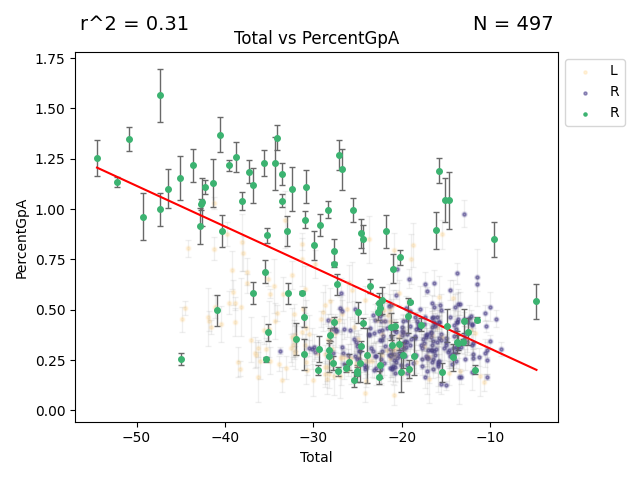 r^2 = 0.31 N = 497
Total vs PercentGpA
L
R
R
PercentGpA
1.75
1.50
1.25
1.00
0.75
0.50
0.25
0.00
−50 −40 −30 −20 −10
Total